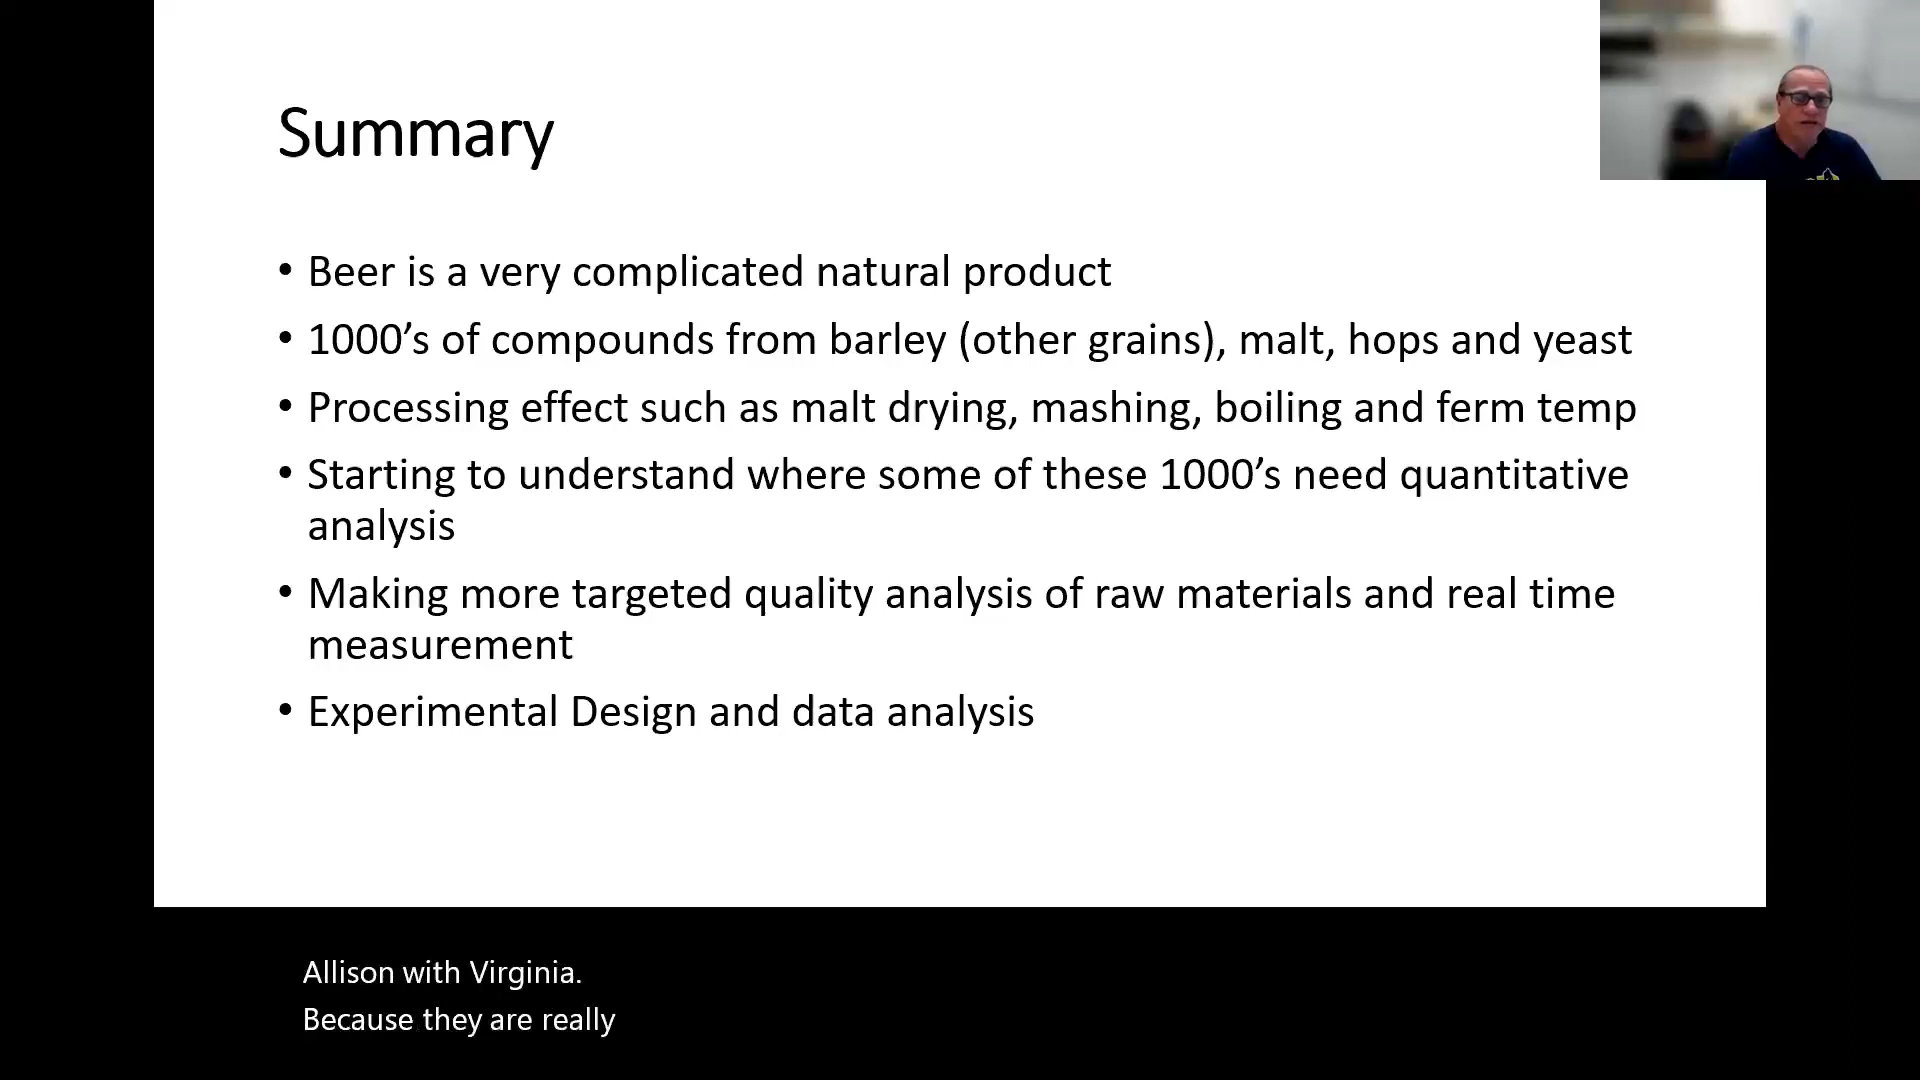 Summary
• Beer is a very complicated natural product
• 1000’s of compounds from barley (other grains), malt, hops and yeast
• Processing effect such as malt drying, mashing, boiling and ferm temp
• Starting to understand where some of these 1000’s need quantitative
analysis
• Making more targeted quality analysis of raw materials and real time
measurement
• Experimental Design and data analysis
Allison with Virginia.
Because they are really